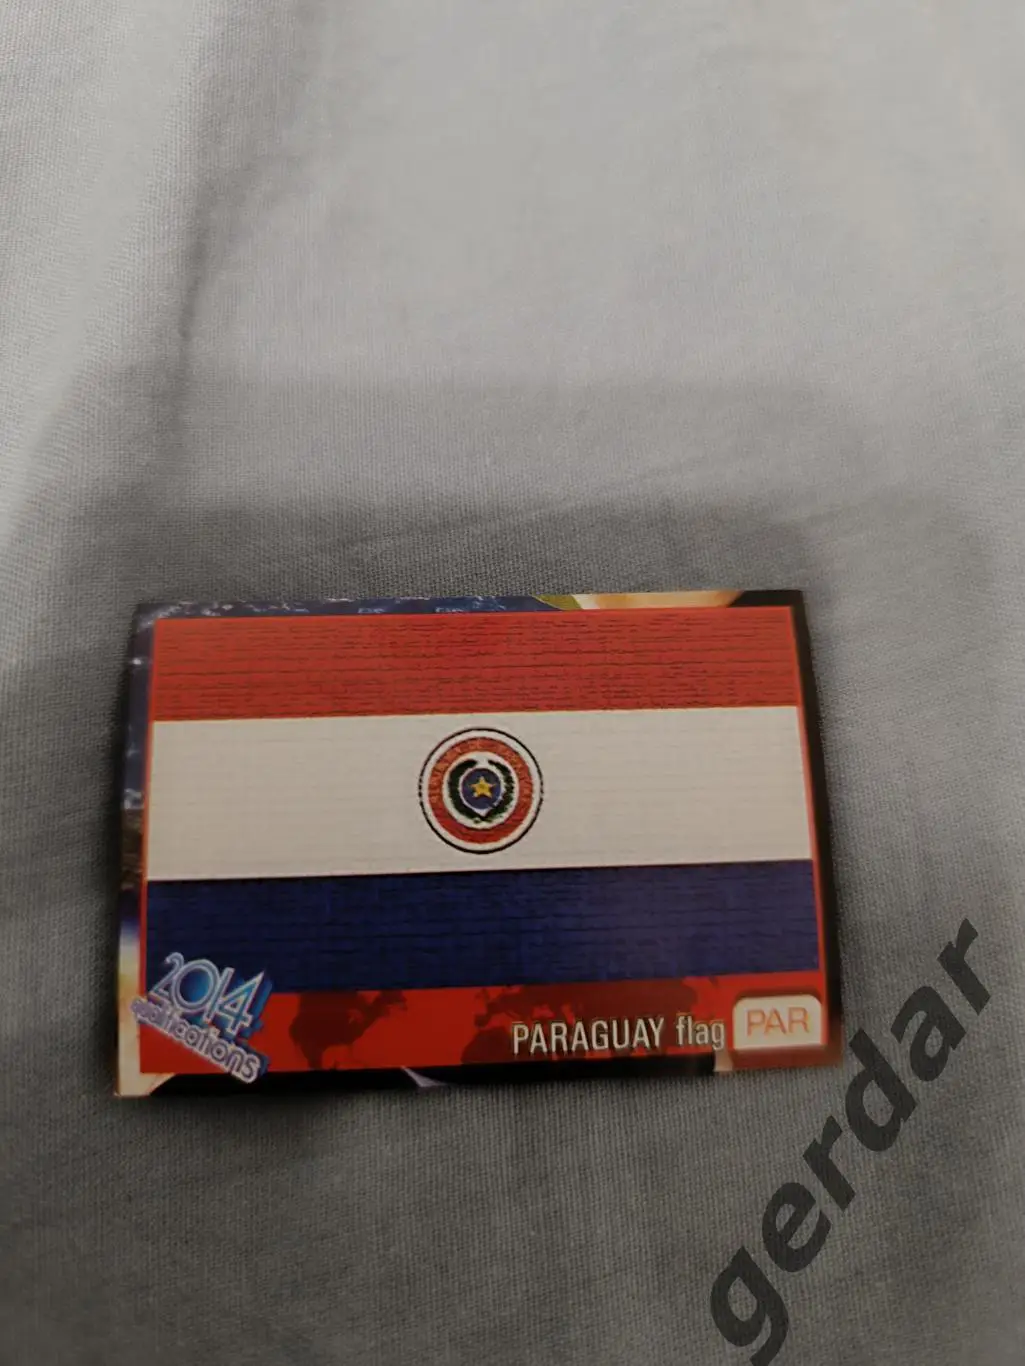 2014
qualifications
PARAGUAY flag
PAR
gerdar